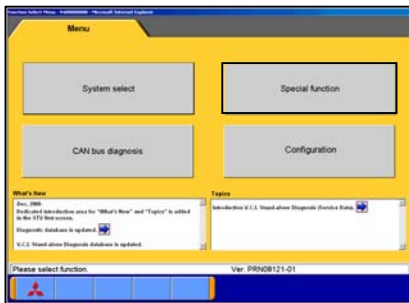 Function Select Menu - PRN00000000 - Microsoft Internet Explorer
Menu
System select
Special function
CAN bus diagnosis
Configuration
What's New
Topics
Dec, 2008.
Dedicated introduction area for "What's New" and "Topics" is added
in the STV first screen.
Diagnostic database is updated.
V.C.I. Stand-alone Diagnosis database is updated.
Introduction V.C.I. Stand-alone Diagnosis (Service Data).
Please select function.
Ver. PRN08121-01